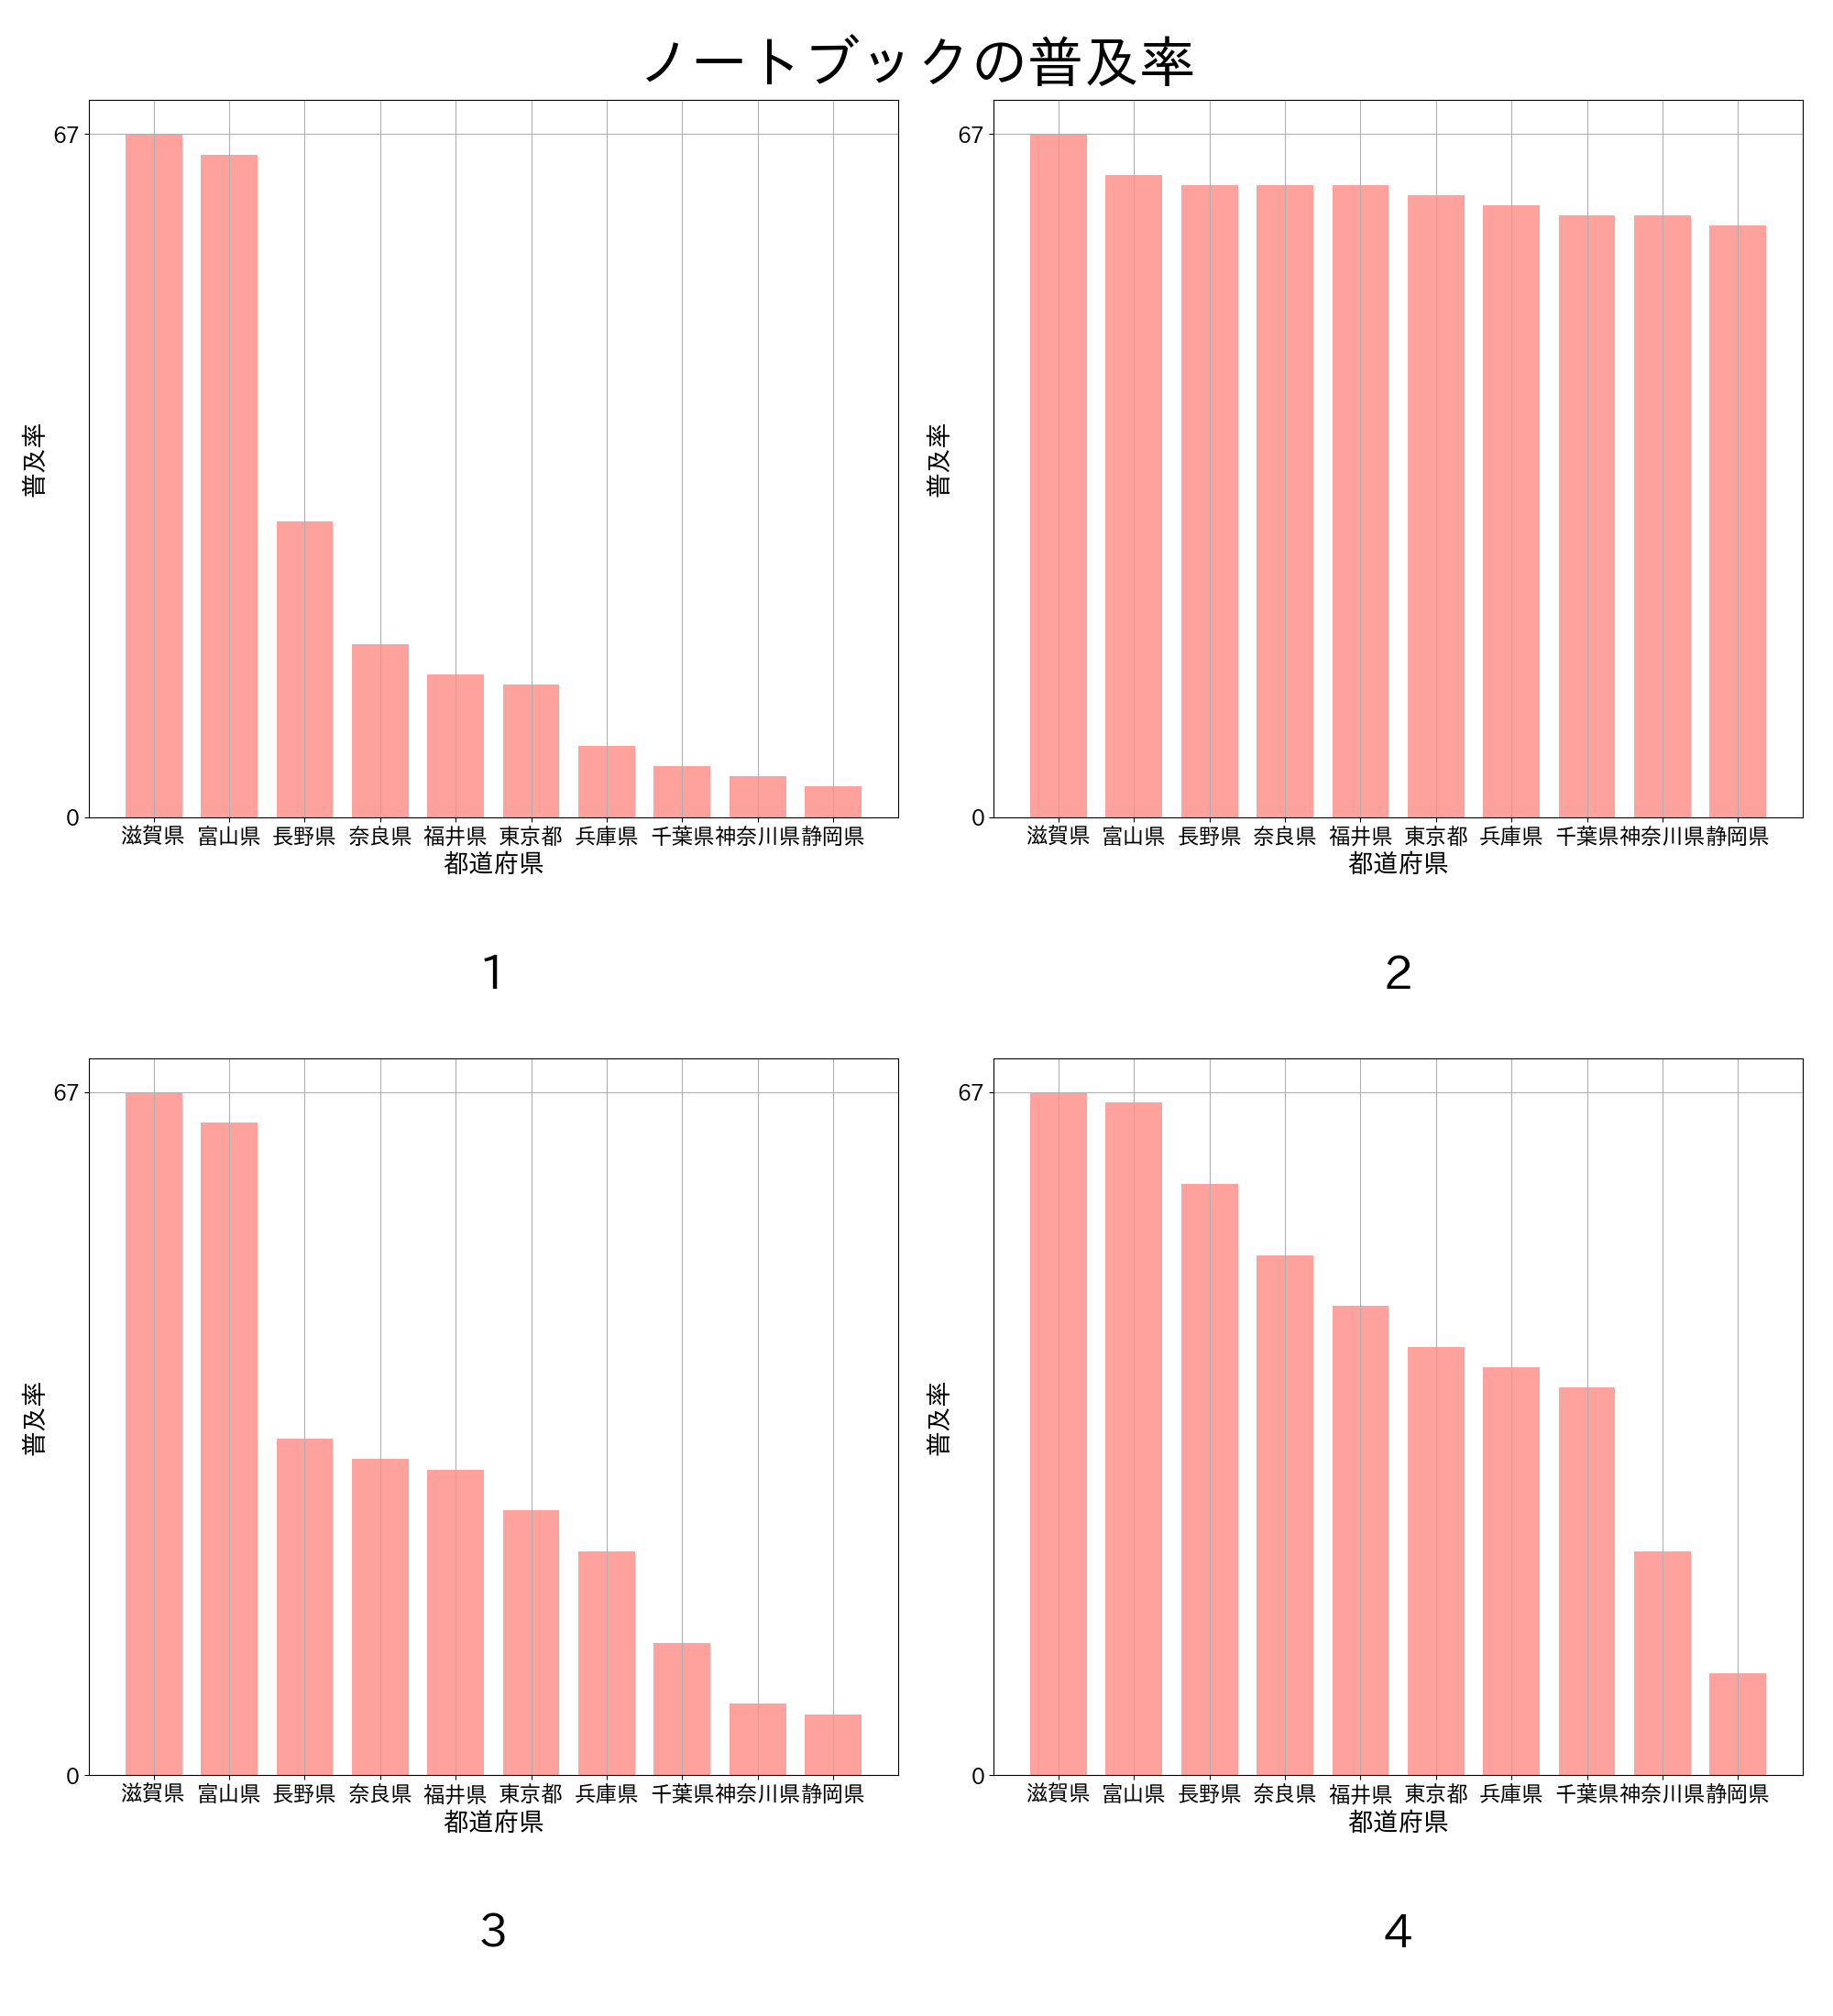 ノートブックの普及率
67
0
普及率
滋賀県 富山県 長野県 奈良県 福井県 東京都 兵庫県 千葉県 神奈川県 静岡県
都道府県
1
67
0
普及率
滋賀県 富山県 長野県 奈良県 福井県 東京都 兵庫県 千葉県 神奈川県 静岡県
都道府県
2
67
0
普及率
滋賀県 富山県 長野県 奈良県 福井県 東京都 兵庫県 千葉県 神奈川県 静岡県
都道府県
3
67
0
普及率
滋賀県 富山県 長野県 奈良県 福井県 東京都 兵庫県 千葉県 神奈川県 静岡県
都道府県
4